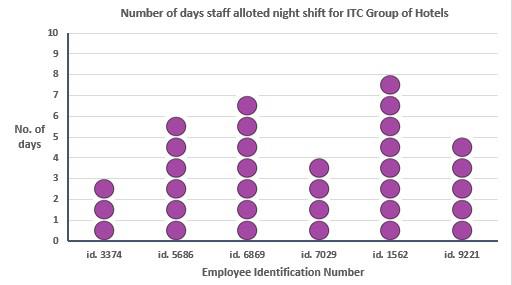 Number of days staff alloted night shift for ITC Group of Hotels
10
9
8
7
6
5
4
3
2
1
0
No. of
days
id. 3374 id. 5686 id. 6869 id. 7029 id. 1562 id. 9221
Employee Identification Number